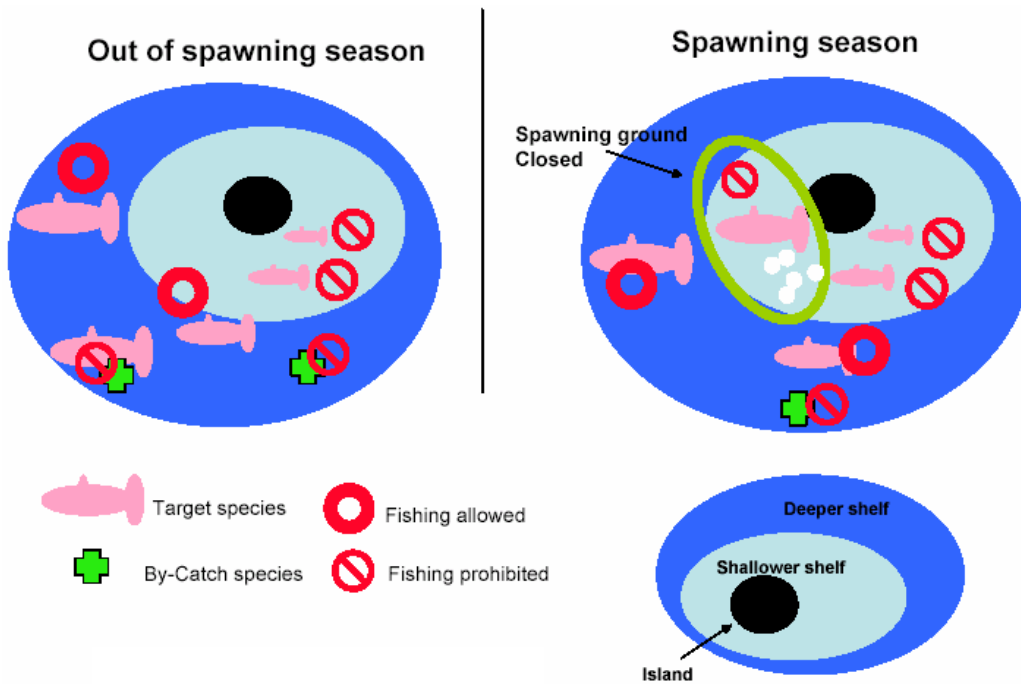 Out of spawning season
Spawning season
Spawning ground
Closed
Target species
Fishing allowed
By-Catch species
Fishing prohibited
Deeper shelf
Shallower shelf
Island